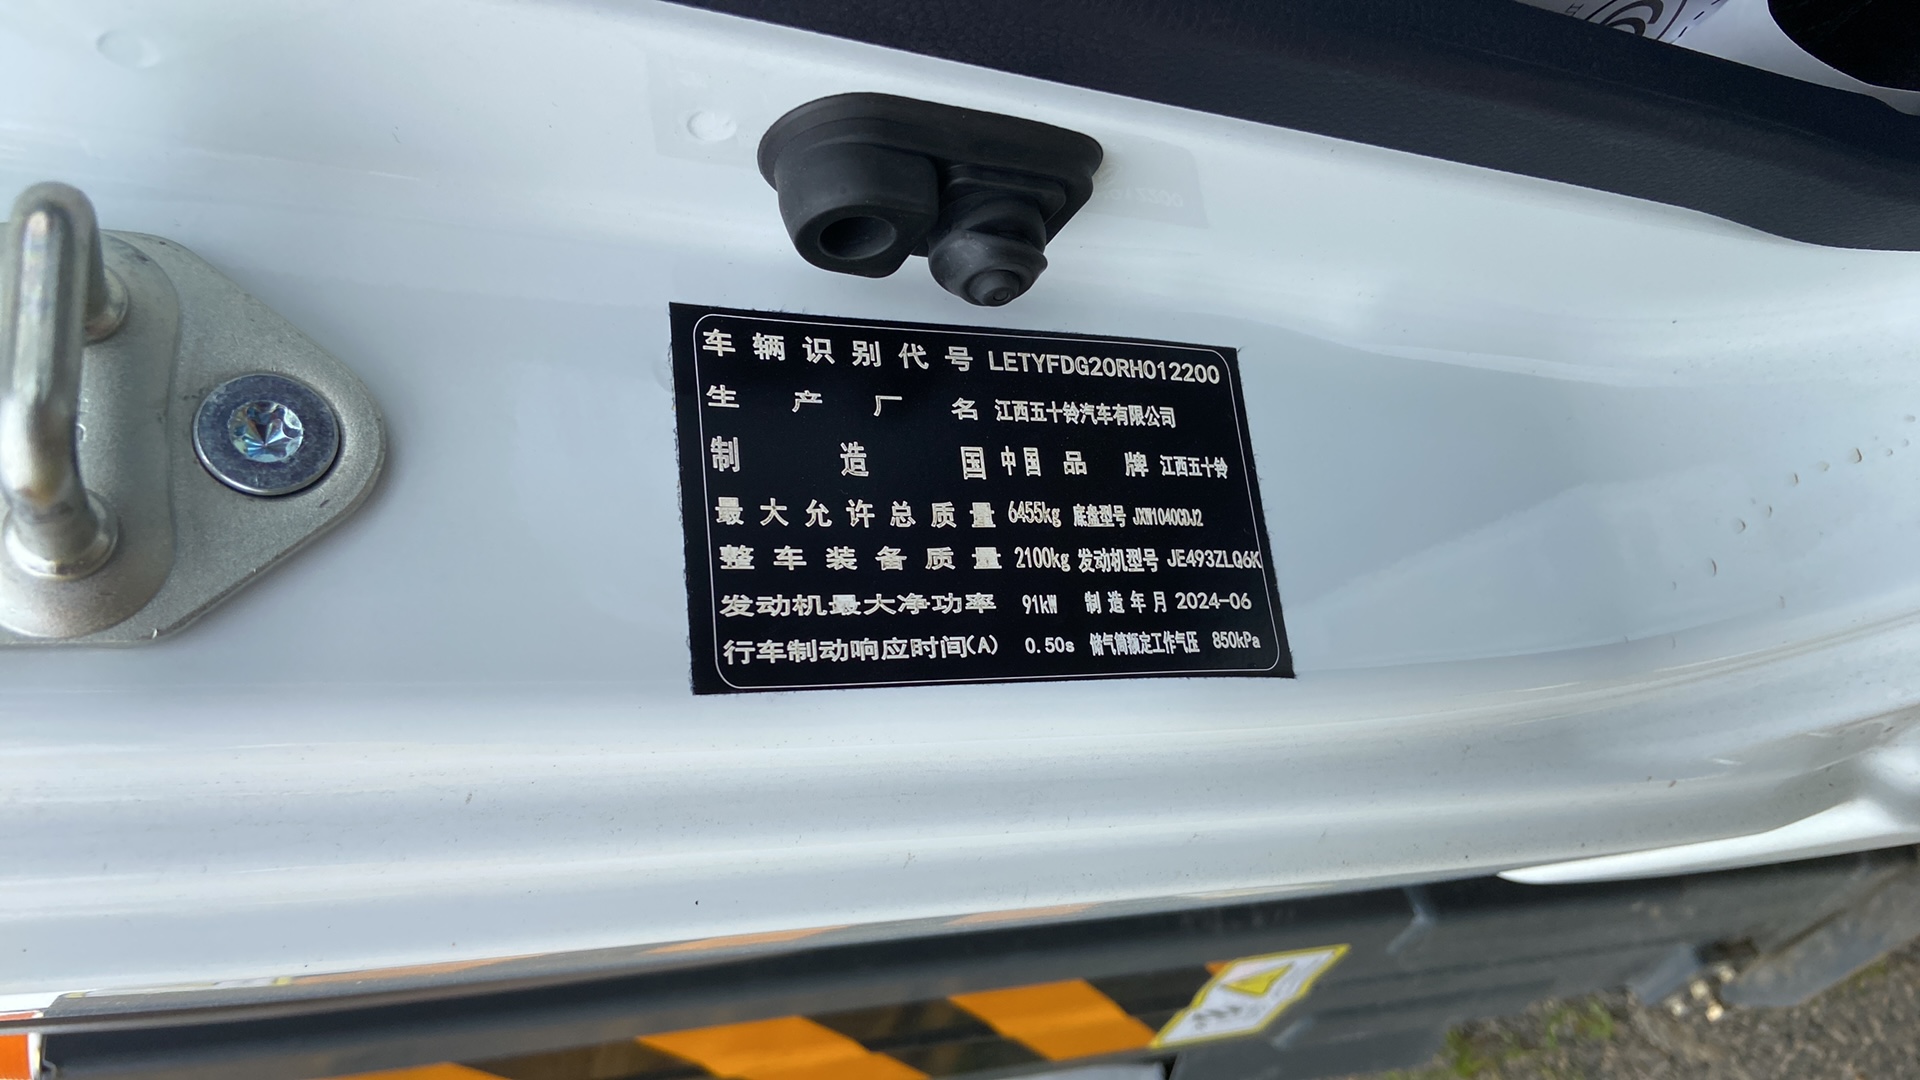 车辆识别代号 LETYFDG20RH012200
生产厂名 江西五十铃汽车有限公司
制造国 中国 品牌 江西五十铃
最大允许总质量 6455kg 底盘型号 JXW1040CDJ2
整车装备质量 2100kg 发动机型号 JE493ZLQ6K
发动机最大净功率 91kW 制造年月 2024-06
行车制动响应时间(A) 0.50s 储气筒额定工作气压 850kPa